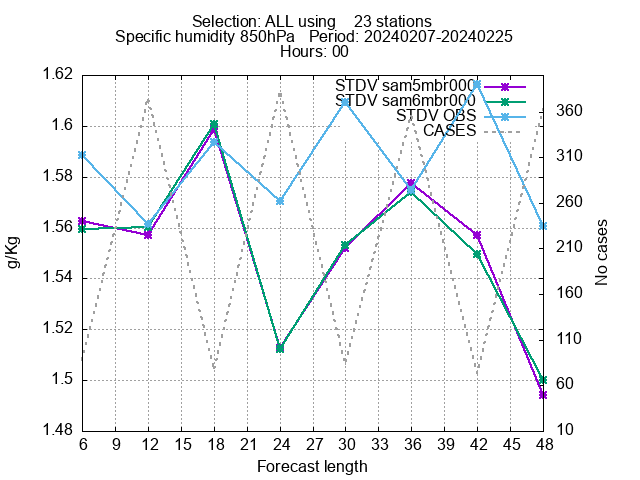 Selection: ALL using    23 stations
Specific humidity 850hPa   Period: 20240207-20240225
Hours: 00
STDV sam5mbr000
STDV sam6mbr000
STDV OBS
CASES
1.62
1.6
1.58
1.56
1.54
1.52
1.5
1.48
g/Kg
360
310
260
210
160
110
60
10
No cases
6 9 12 15 18 21 24 27 30 33 36 39 42 45 48
Forecast length